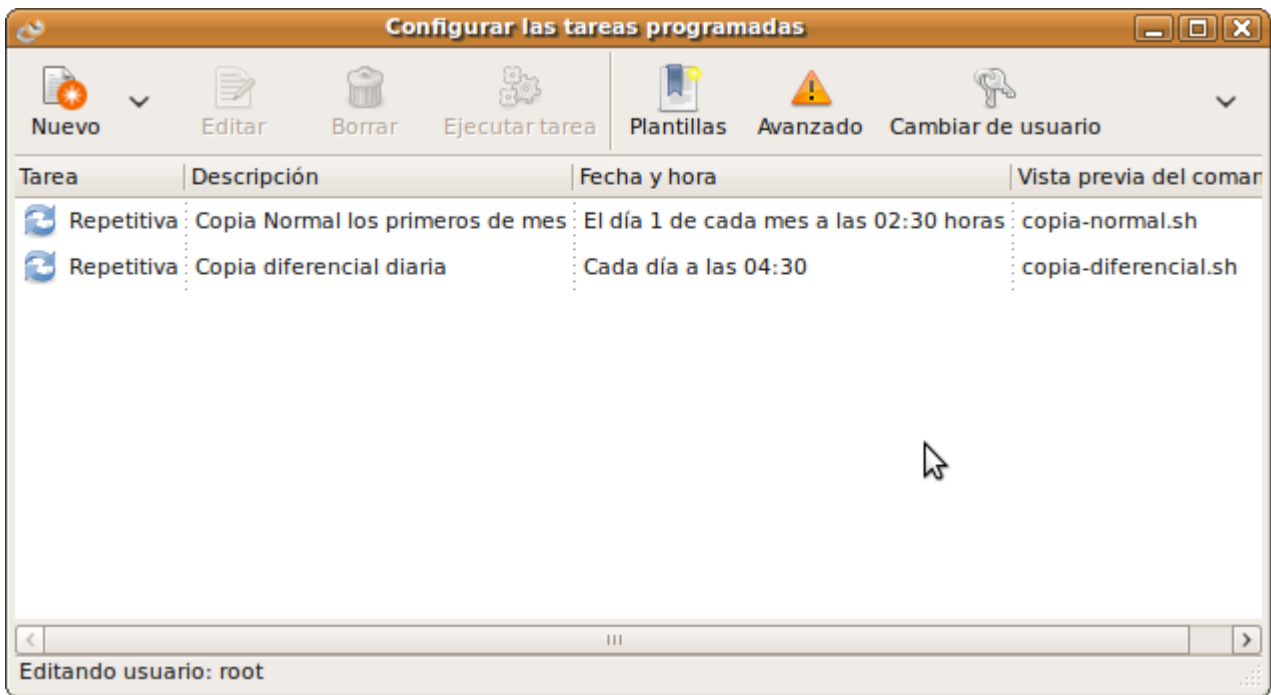 Configurar las tareas programadas
Nuevo Editar Borrar Ejecutar tarea Plantillas Avanzado Cambiar de usuario
Tarea Descripción Fecha y hora Vista previa del coman
Repetitiva Copia Normal los primeros de mes El día 1 de cada mes a las 02:30 horas copia-normal.sh
Repetitiva Copia diferencial diaria Cada día a las 04:30 copia-diferencial.sh
Editando usuario: root